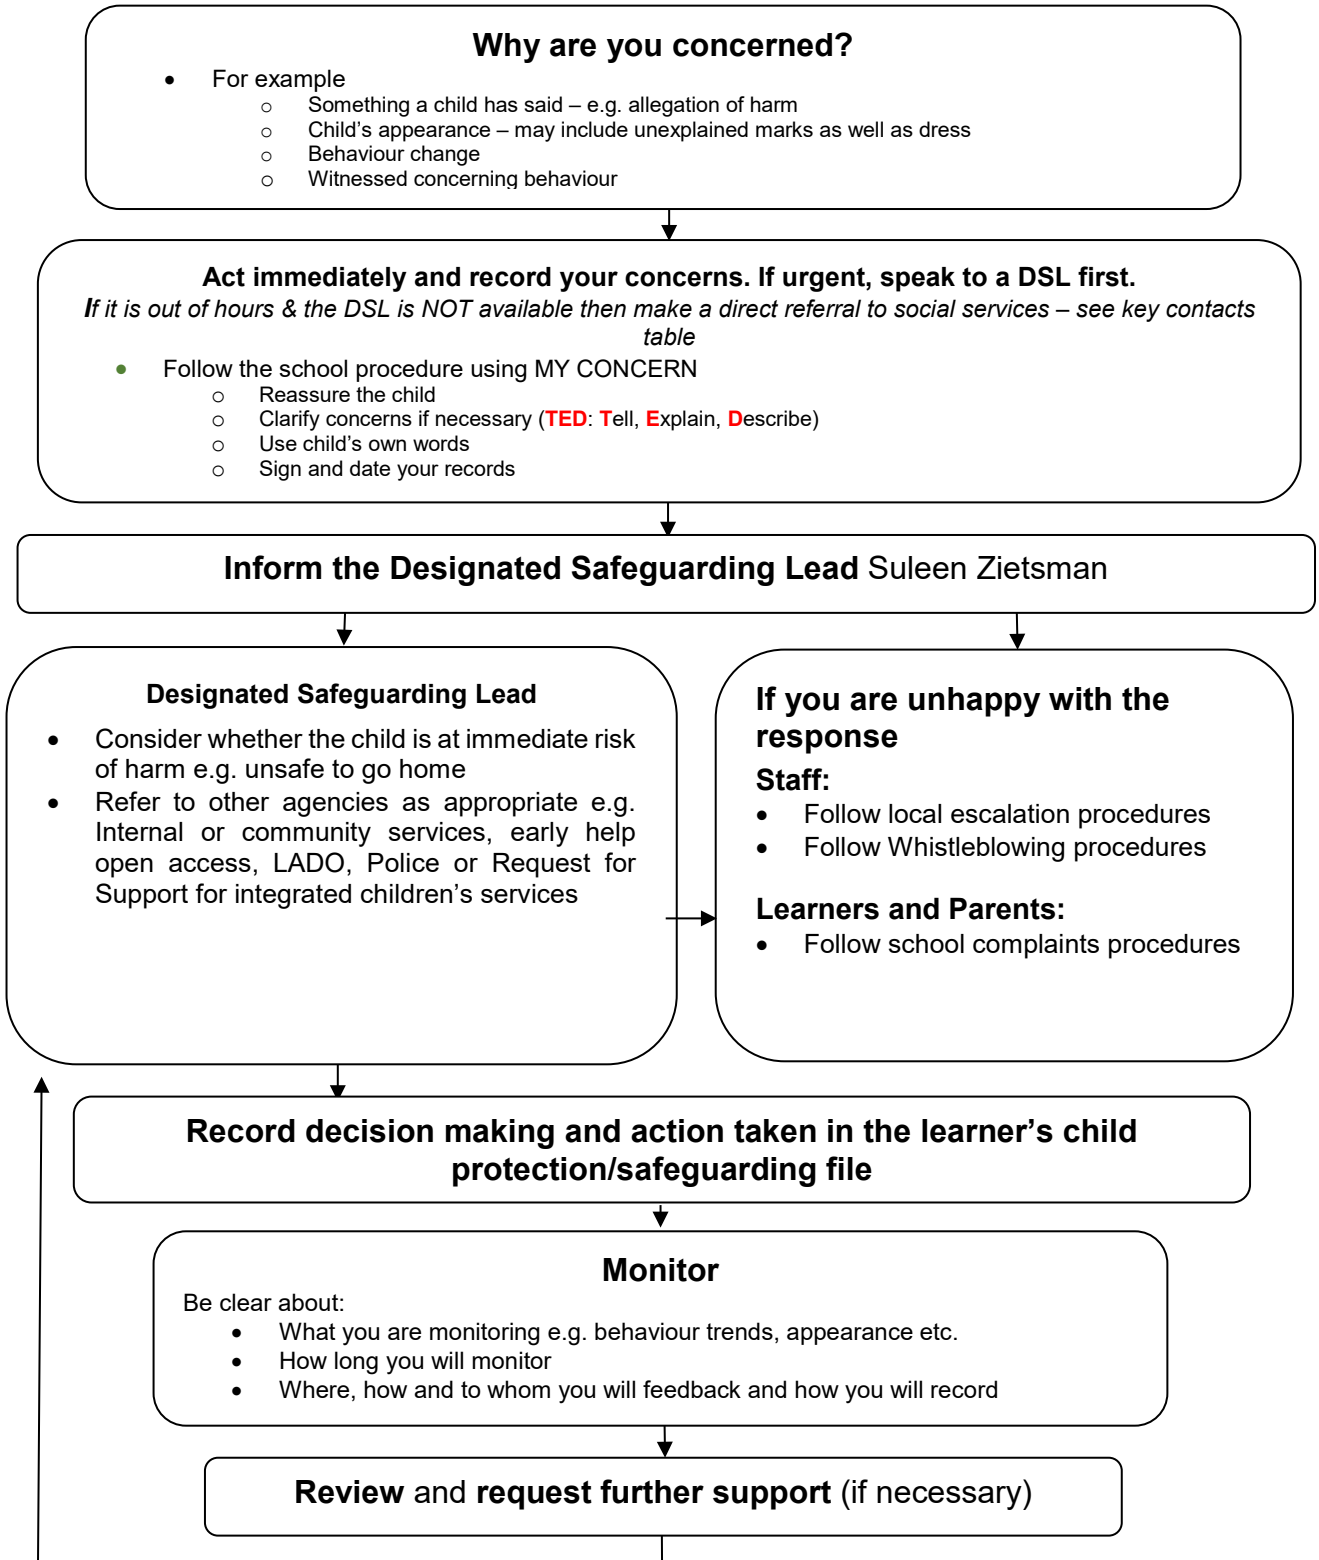 Why are you concerned?
• For example
o Something a child has said – e.g. allegation of harm
o Child's appearance – may include unexplained marks as well as dress
o Behaviour change
o Witnessed concerning behaviour
Act immediately and record your concerns. If urgent, speak to a DSL first.
If it is out of hours & the DSL is NOT available then make a direct referral to social services – see key contacts
table
• Follow the school procedure using MY CONCERN
o Reassure the child
o Clarify concerns if necessary (TED: Tell, Explain, Describe)
o Use child's own words
o Sign and date your records
Inform the Designated Safeguarding Lead Suleen Zietsman
Designated Safeguarding Lead
• Consider whether the child is at immediate risk
of harm e.g. unsafe to go home
• Refer to other agencies as appropriate e.g.
Internal or community services, early help
open access, LADO, Police or Request for
Support for integrated children's services
If you are unhappy with the
response
Staff:
• Follow local escalation procedures
• Follow Whistleblowing procedures
Learners and Parents:
• Follow school complaints procedures
Record decision making and action taken in the learner's child
protection/safeguarding file
Monitor
Be clear about:
• What you are monitoring e.g. behaviour trends, appearance etc.
• How long you will monitor
• Where, how and to whom you will feedback and how you will record
Review and request further support (if necessary)